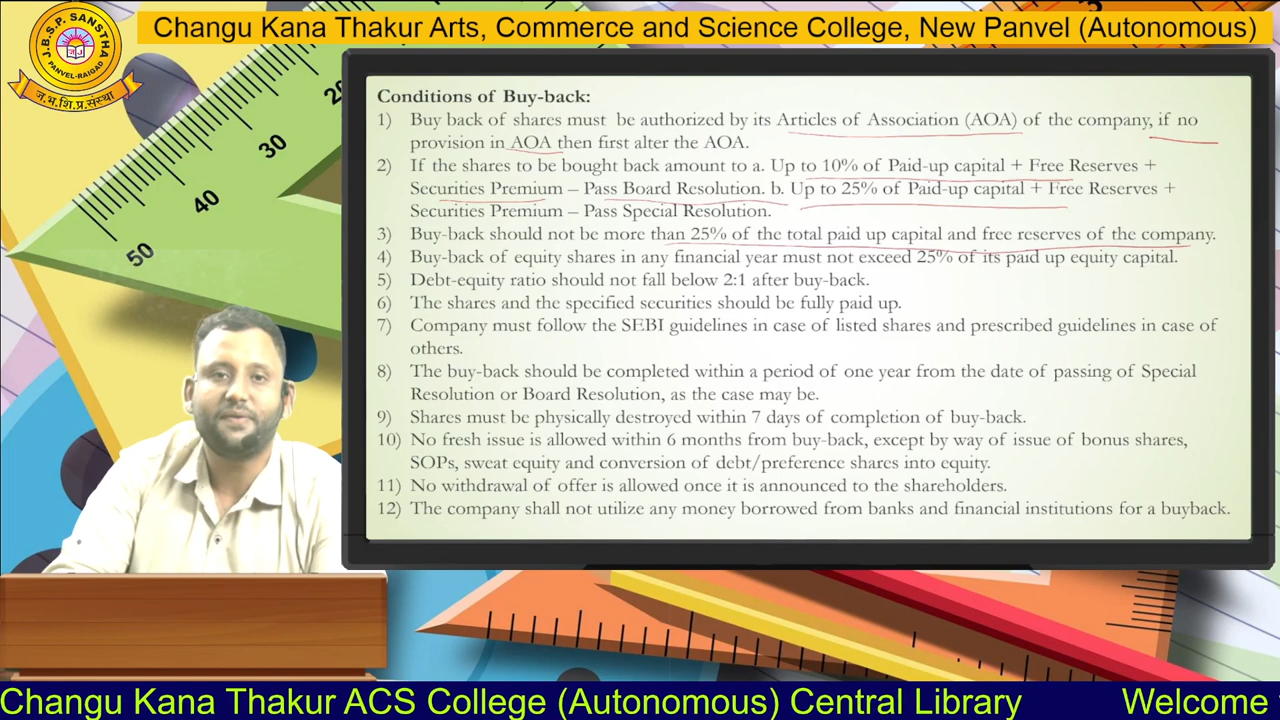 Changu Kana Thakur Arts, Commerce and Science College, New Panvel (Autonomous)
J.B.S.P. SANSTHA
PANVEL-RAIGAD
ज.भ.शि.प्र.संस्था
20
30
40
50
Conditions of Buy-back:
1) Buy back of shares must be authorized by its Articles of Association (AOA) of the company, if no
provision in AOA then first alter the AOA.
2) If the shares to be bought back amount to a. Up to 10% of Paid-up capital + Free Reserves +
Securities Premium – Pass Board Resolution. b. Up to 25% of Paid-up capital + Free Reserves +
Securities Premium – Pass Special Resolution.
3) Buy-back should not be more than 25% of the total paid up capital and free reserves of the company.
4) Buy-back of equity shares in any financial year must not exceed 25% of its paid up equity capital.
5) Debt-equity ratio should not fall below 2:1 after buy-back.
6) The shares and the specified securities should be fully paid up.
7) Company must follow the SEBI guidelines in case of listed shares and prescribed guidelines in case of
others.
8) The buy-back should be completed within a period of one year from the date of passing of Special
Resolution or Board Resolution, as the case may be.
9) Shares must be physically destroyed within 7 days of completion of buy-back.
10) No fresh issue is allowed within 6 months from buy-back, except by way of issue of bonus shares,
SOPs, sweat equity and conversion of debt/preference shares into equity.
11) No withdrawal of offer is allowed once it is announced to the shareholders.
12) The company shall not utilize any money borrowed from banks and financial institutions for a buyback.
Changu Kana Thakur ACS College (Autonomous) Central Library Welcome